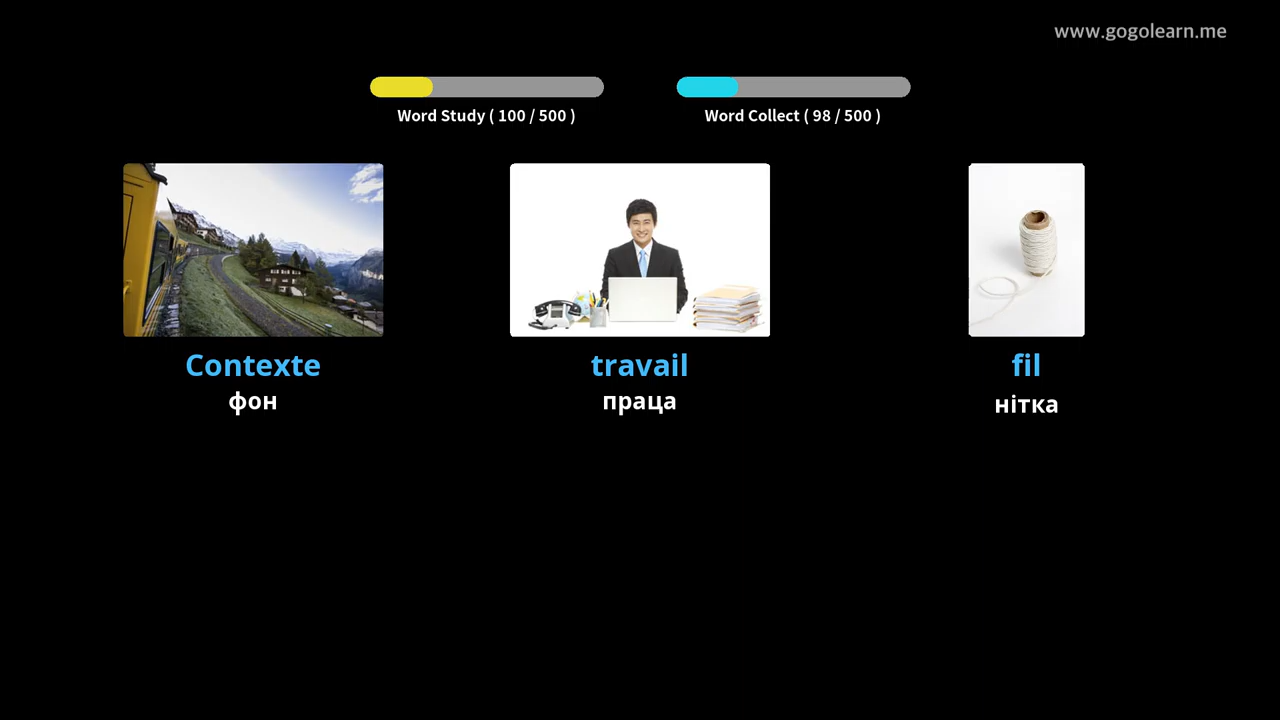 www.gogolearn.me
Word Study ( 100 / 500 )
Word Collect ( 98 / 500 )
Contexte
фон
travail
праца
fil
нітка